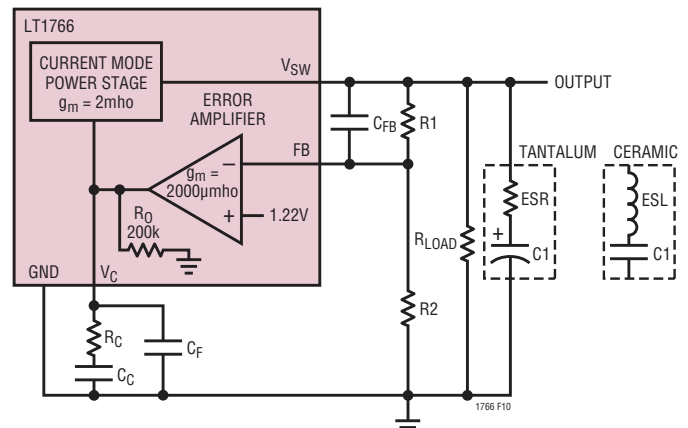 LT1766
CURRENT MODE
POWER STAGE
gm = 2mho
VSW
OUTPUT
ERROR
AMPLIFIER
CFB
R1
FB
TANTALUM
CERAMIC
gm =
2000µmho
–
+
1.22V
RO
200k
ESR
ESL
+
C1
C1
RLOAD
GND
VC
R2
RC
CF
CC
1766 F10